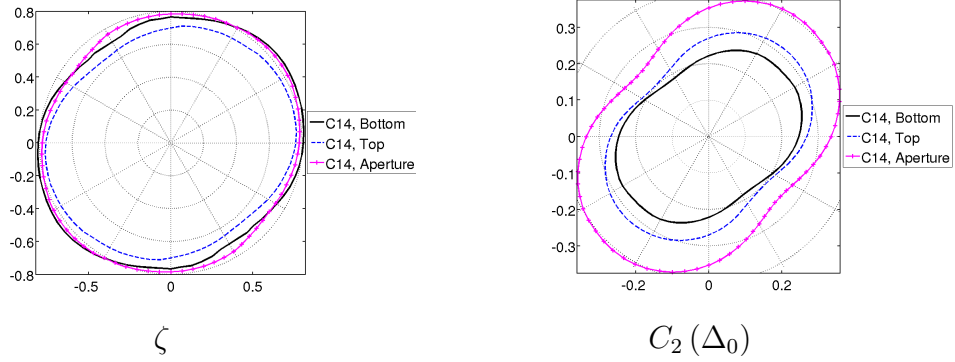 0.8
0.6
0.4
0.2
0
-0.2
-0.4
-0.6
-0.8
-0.5 0 0.5
C14, Bottom
C14, Top
C14, Aperture
ζ
0.3
0.2
0.1
0
-0.1
-0.2
-0.3
-0.2 0 0.2
C14, Bottom
C14, Top
C14, Aperture
C₂ (Δ₀)